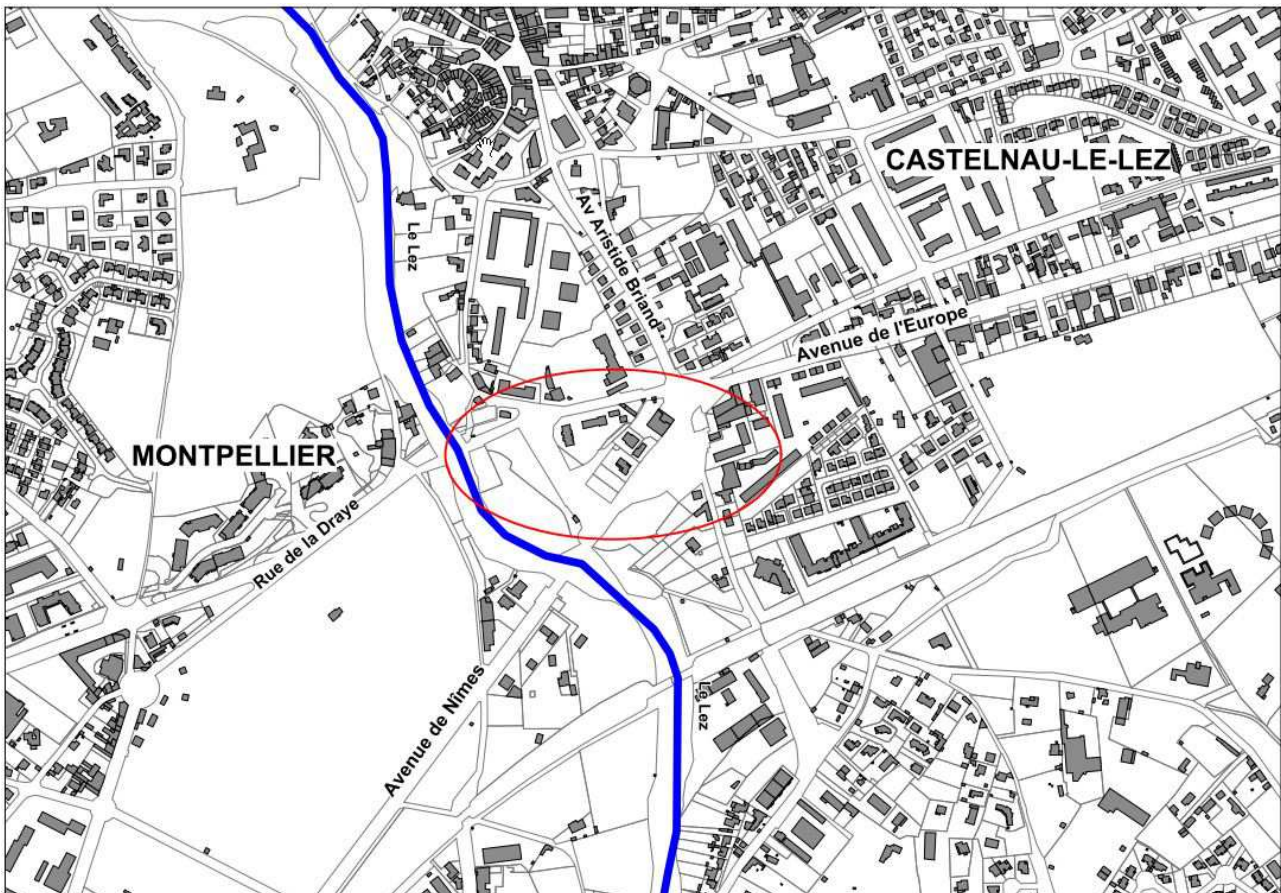 CASTELNAU-LE-LEZ
Le Lez
Av Aristide Briand
Avenue de l'Europe
MONTPELLIER
Rue de la Draye
Avenue de Nîmes
Le Lez